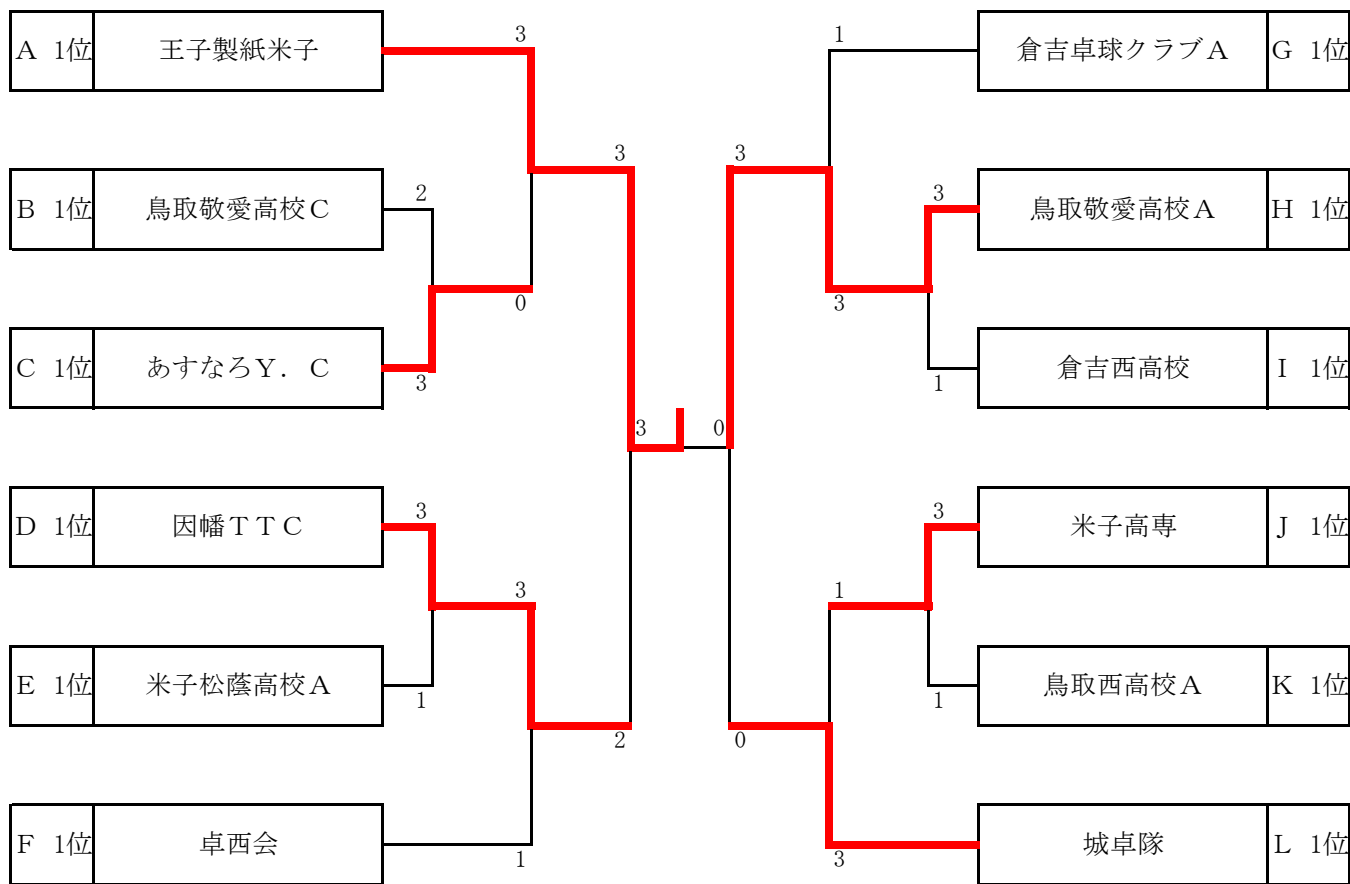 A 1位 王子製紙米子 3 1 倉吉卓球クラブA G 1位
3 3
B 1位 鳥取敬愛高校C 2 3 鳥取敬愛高校A H 1位
0 3
C 1位 あすなろY．C 3 1 倉吉西高校 I 1位
3 0
D 1位 因幡TTC 3 3 米子高専 J 1位
3 1
E 1位 米子松蔭高校A 1 1 鳥取西高校A K 1位
2 0
F 1位 卓西会 1 3 城卓隊 L 1位